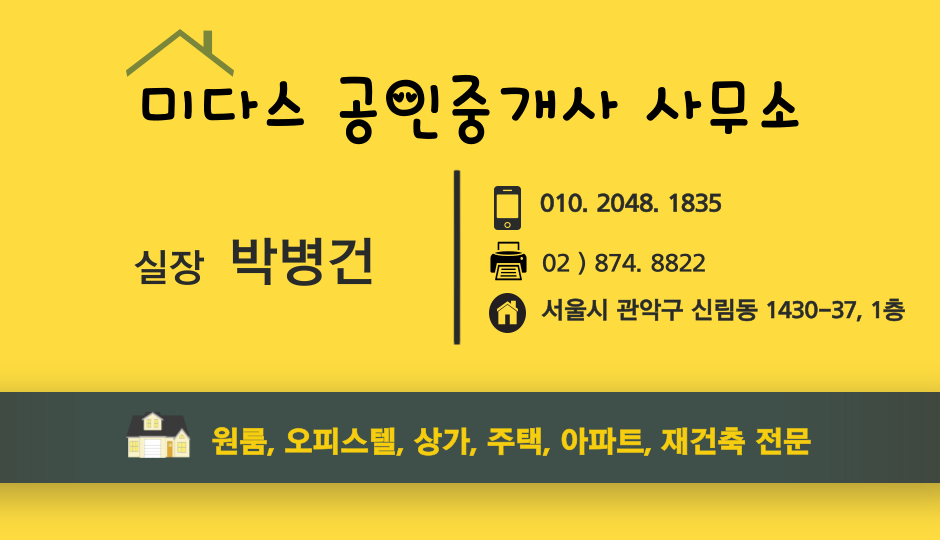 미다스 공인중개사 사무소
실장 박병건
010. 2048. 1835
02 ) 874. 8822
서울시 관악구 신림동 1430-37, 1층
원룸, 오피스텔, 상가, 주택, 아파트, 재건축 전문